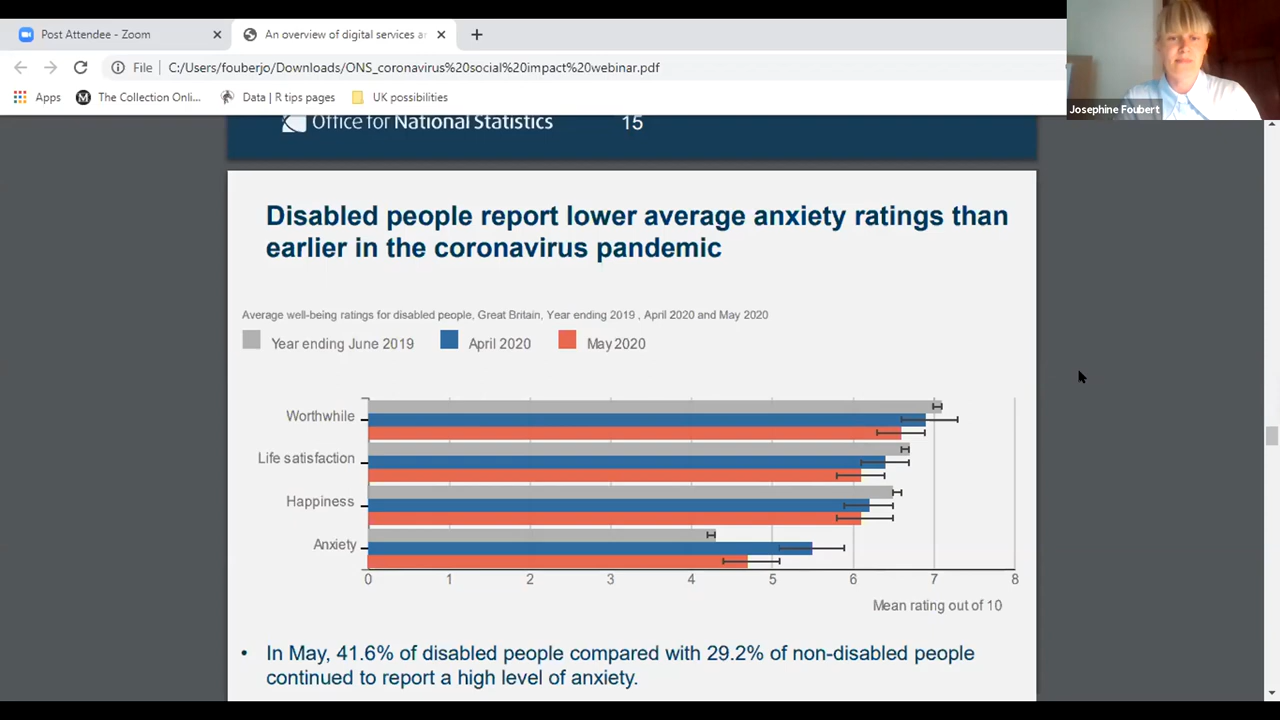 Post Attendee - Zoom
An overview of digital services ar
File
C:/Users/fouberjo/Downloads/ONS_coronavirus%20social%20impact%20webinar.pdf
Apps
The Collection Onli...
Data | R tips pages
UK possibilities
Josephine Foubert
Office for National Statistics
15
Disabled people report lower average anxiety ratings than
earlier in the coronavirus pandemic
Average well-being ratings for disabled people, Great Britain, Year ending 2019 , April 2020 and May 2020
Year ending June 2019
April 2020
May 2020
Worthwhile
Life satisfaction
Happiness
Anxiety
0 1 2 3 4 5 6 7 8
Mean rating out of 10
• In May, 41.6% of disabled people compared with 29.2% of non-disabled people
continued to report a high level of anxiety.